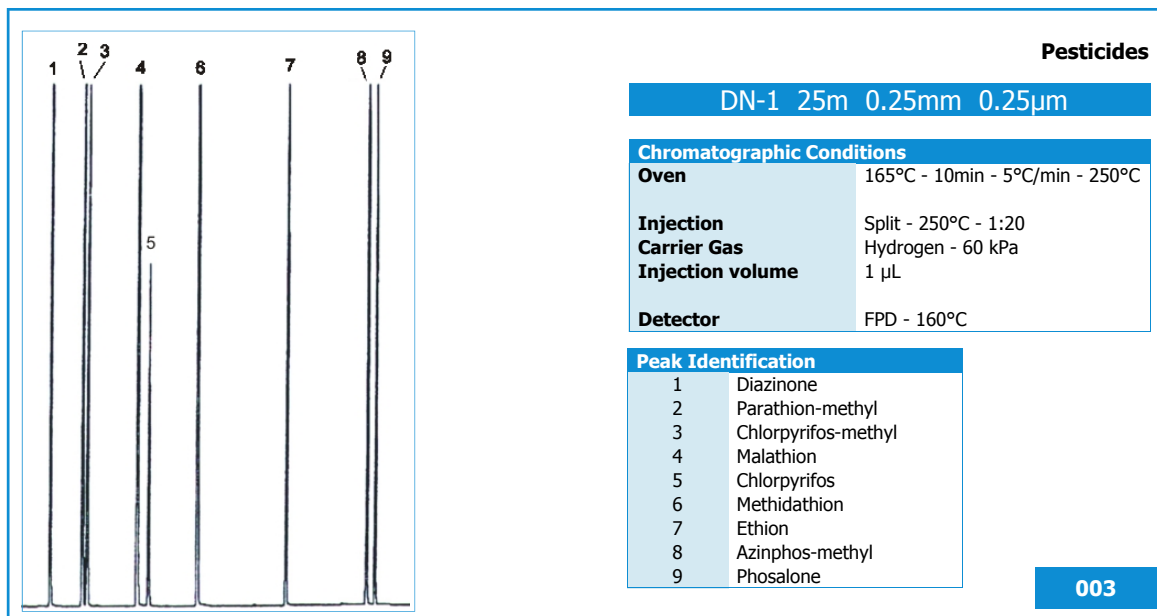 2 3
1 4 6 7 8 9
5
Pesticides
DN-1 25m 0.25mm 0.25µm
Chromatographic Conditions
Oven 165°C - 10min - 5°C/min - 250°C
Injection Split - 250°C - 1:20
Carrier Gas Hydrogen - 60 kPa
Injection volume 1 µL
Detector FPD - 160°C
Peak Identification
1 Diazinone
2 Parathion-methyl
3 Chlorpyrifos-methyl
4 Malathion
5 Chlorpyrifos
6 Methidathion
7 Ethion
8 Azinphos-methyl
9 Phosalone
003